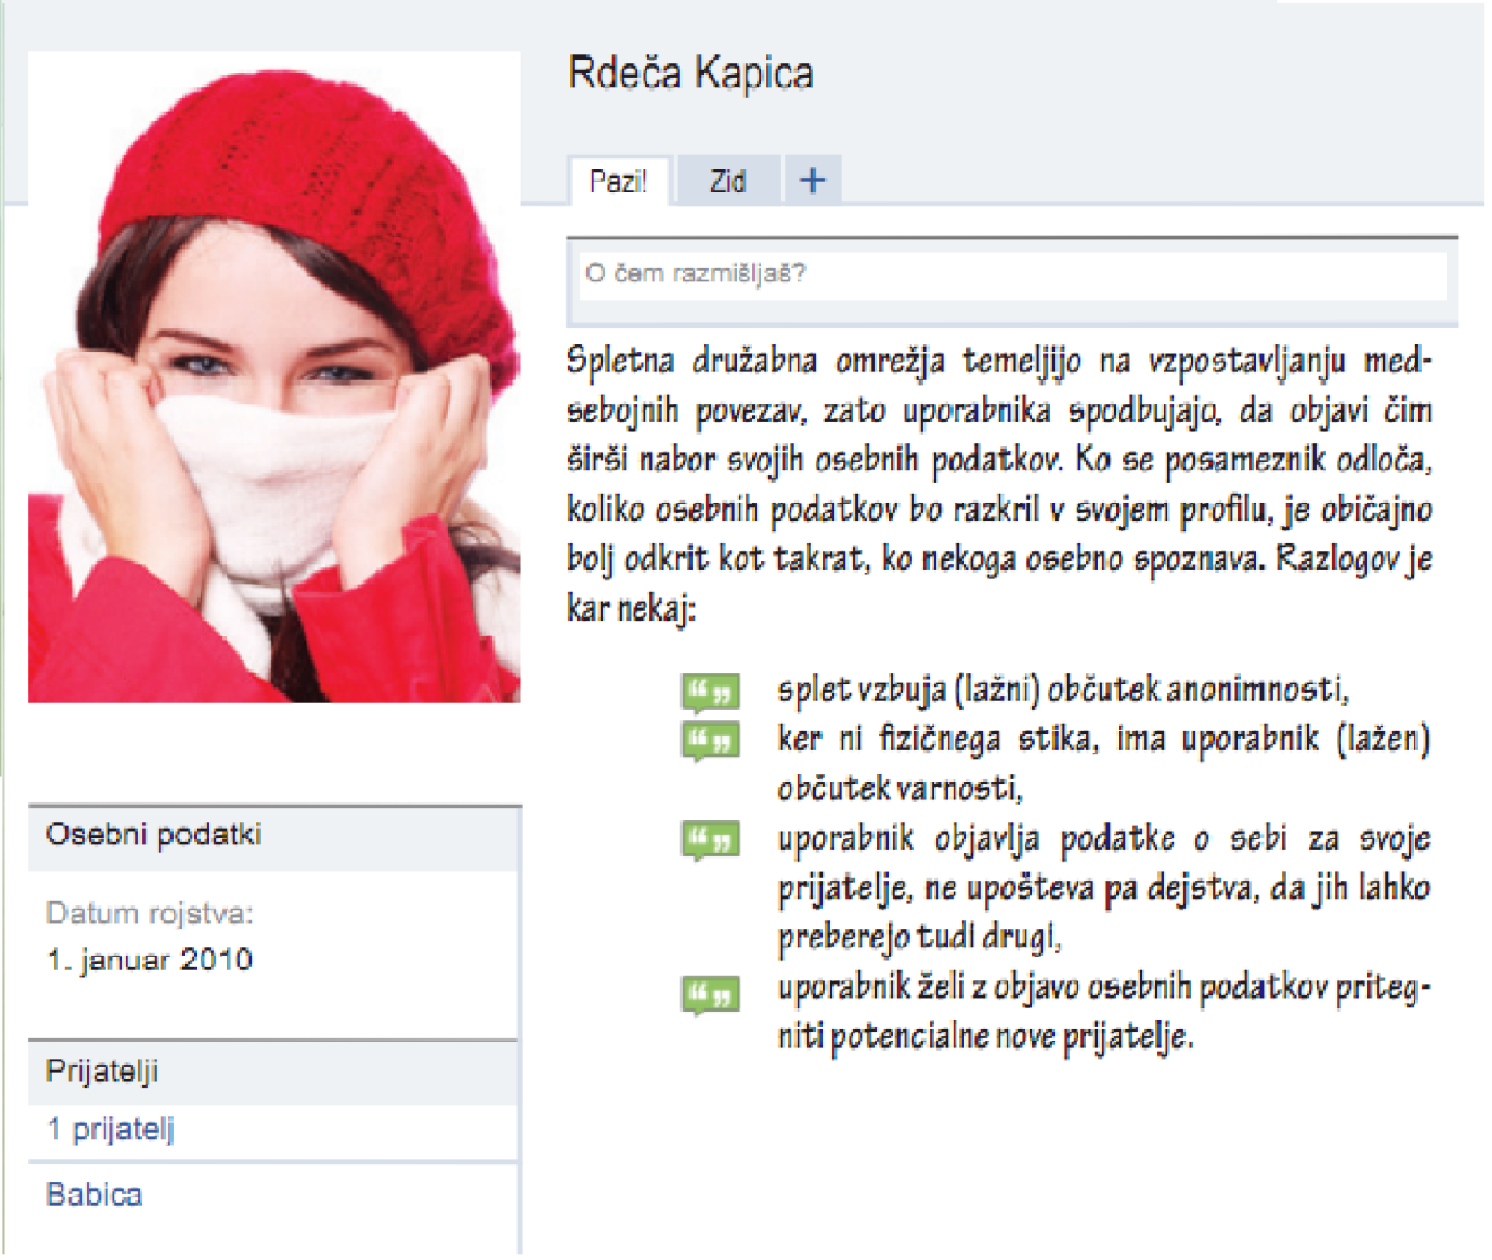 Rdeča Kapica
Pazi!
Zid
+
O čem razmišljaš?
Spletna družabna omrežja temeljijo na vzpostavljanju med-
sebojnih povezav, zato uporabnika spodbujajo, da objavi čim
širši nabor svojih osebnih podatkov. Ko se posameznik odloča,
koliko osebnih podatkov bo razkril v svojem profilu, je običajno
bolj odkrit kot takrat, ko nekoga osebno spoznava. Razlogov je
kar nekaj:
splet vzbuja (lažni) občutek anonimnosti,
ker ni fizičnega stika, ima uporabnik (lažen)
občutek varnosti,
uporabnik objavlja podatke o sebi za svoje
prijatelje, ne upošteva pa dejstva, da jih lahko
preberejo tudi drugi,
uporabnik želi z objavo osebnih podatkov priteg-
niti potencialne nove prijatelje.
Osebni podatki
Datum rojstva:
1. januar 2010
Prijatelji
1 prijatelj
Babica